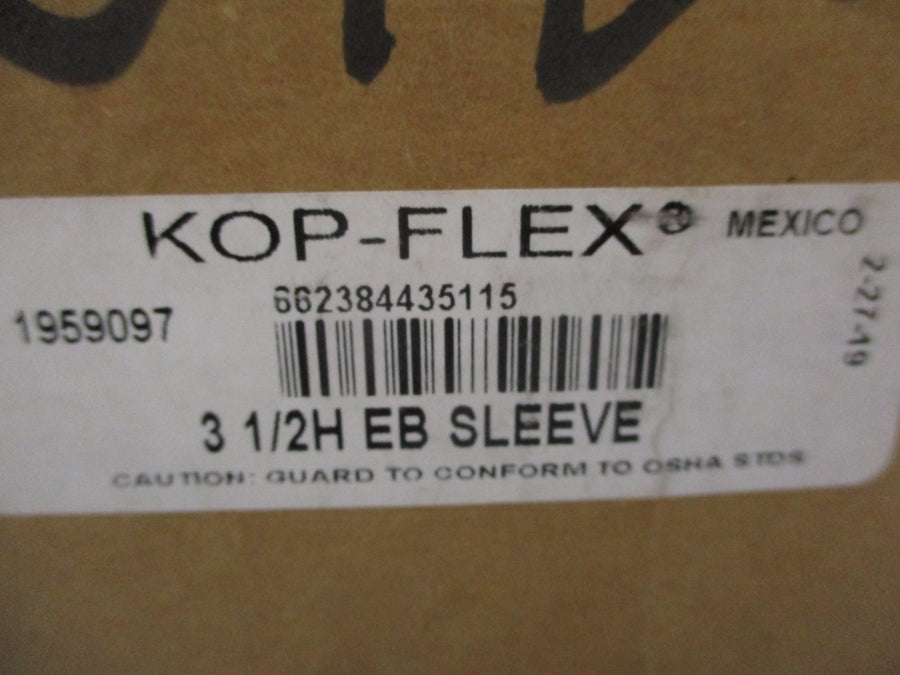 KOP-FLEX® MEXICO
2-27-19
662384435115
1959097
3 1/2H EB SLEEVE
CAUTION: GUARD TO CONFORM TO OSHA STDS